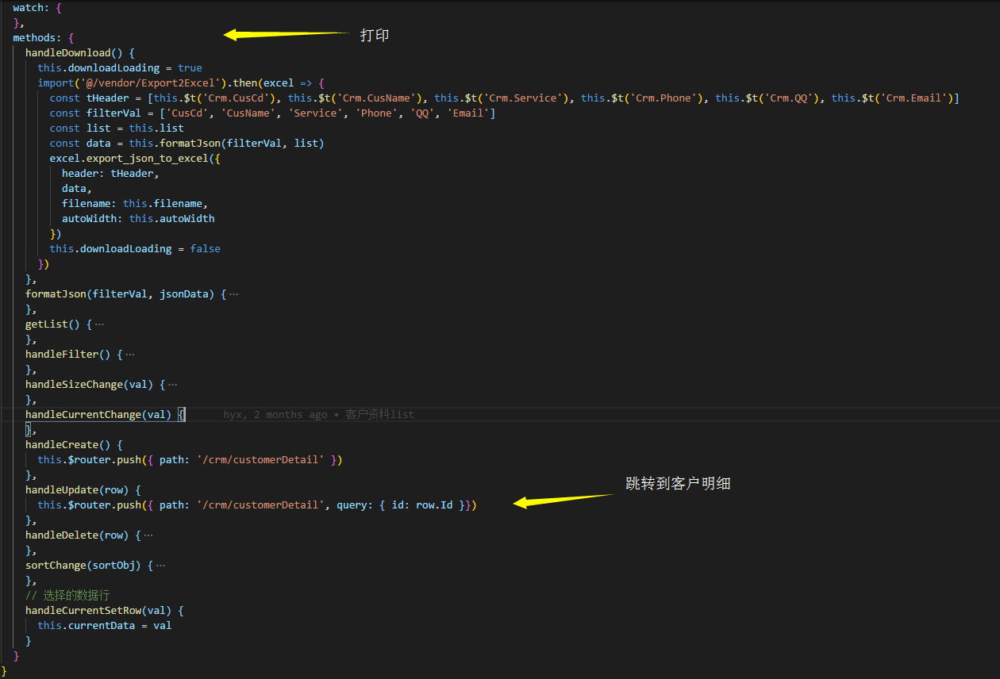 watch: {
},
methods: {
打印
handleDownload() {
this.downloadLoading = true
import('@/vendor/Export2Excel').then(excel => {
const tHeader = [this.$t('Crm.CusCd'), this.$t('Crm.CusName'), this.$t('Crm.Service'), this.$t('Crm.Phone'), this.$t('Crm.QQ'), this.$t('Crm.Email')]
const filterVal = ['CusCd', 'CusName', 'Service', 'Phone', 'QQ', 'Email']
const list = this.list
const data = this.formatJson(filterVal, list)
excel.export_json_to_excel({
header: tHeader,
data,
filename: this.filename,
autoWidth: this.autoWidth
})
this.downloadLoading = false
})
},
formatJson(filterVal, jsonData) {…
},
getList() {…
},
handleFilter() {…
},
handleSizeChange(val) {…
},
handleCurrentChange(val) { hyx, 2 months ago • 客户资料list
},
handleCreate() {
this.$router.push({ path: '/crm/customerDetail' })
},
跳转到客户明细
handleUpdate(row) {
this.$router.push({ path: '/crm/customerDetail', query: { id: row.Id }})
},
handleDelete(row) {…
},
sortChange(sortObj) {…
},
// 选择的数据行
handleCurrentSetRow(val) {
this.currentData = val
}
}
}